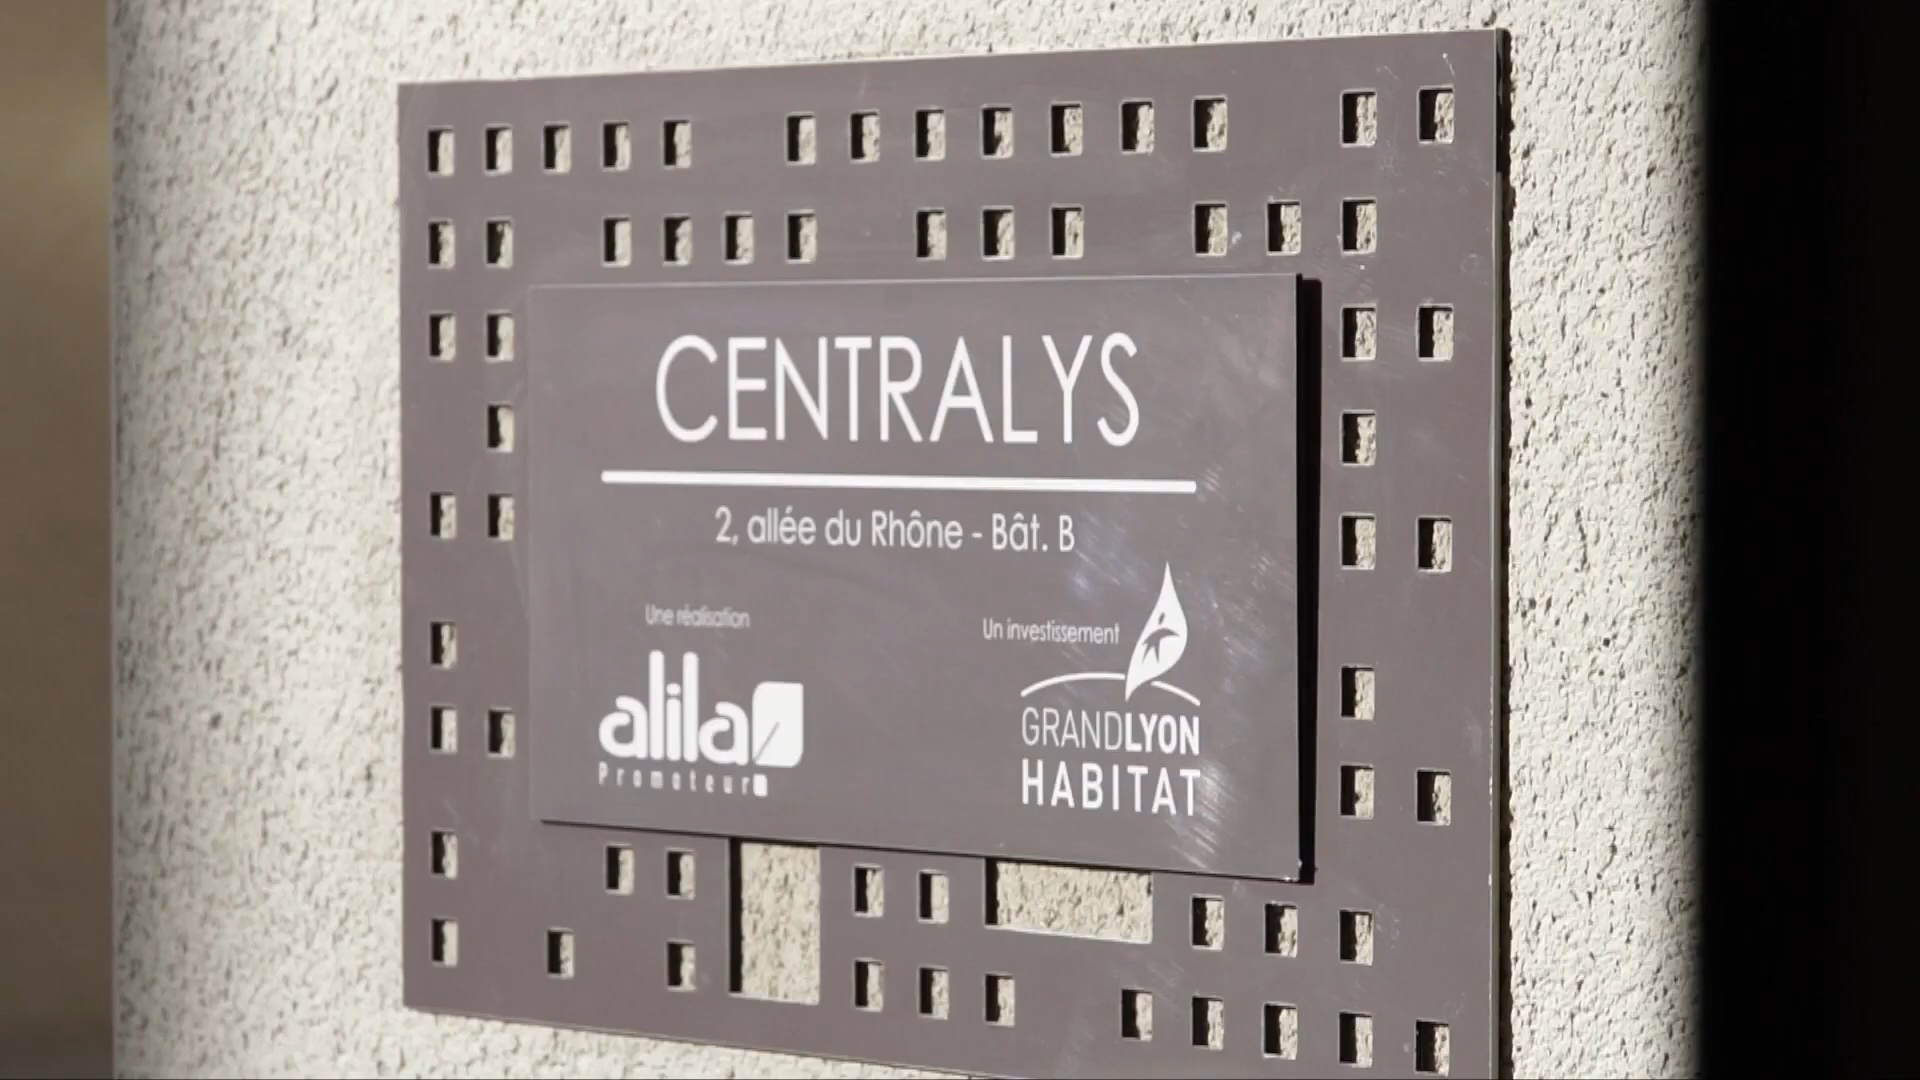 CENTRALYS
2, allée du Rhône - Bât. B
Une réalisation
alila
Promoteur
Un investissement
GRANDLYON
HABITAT